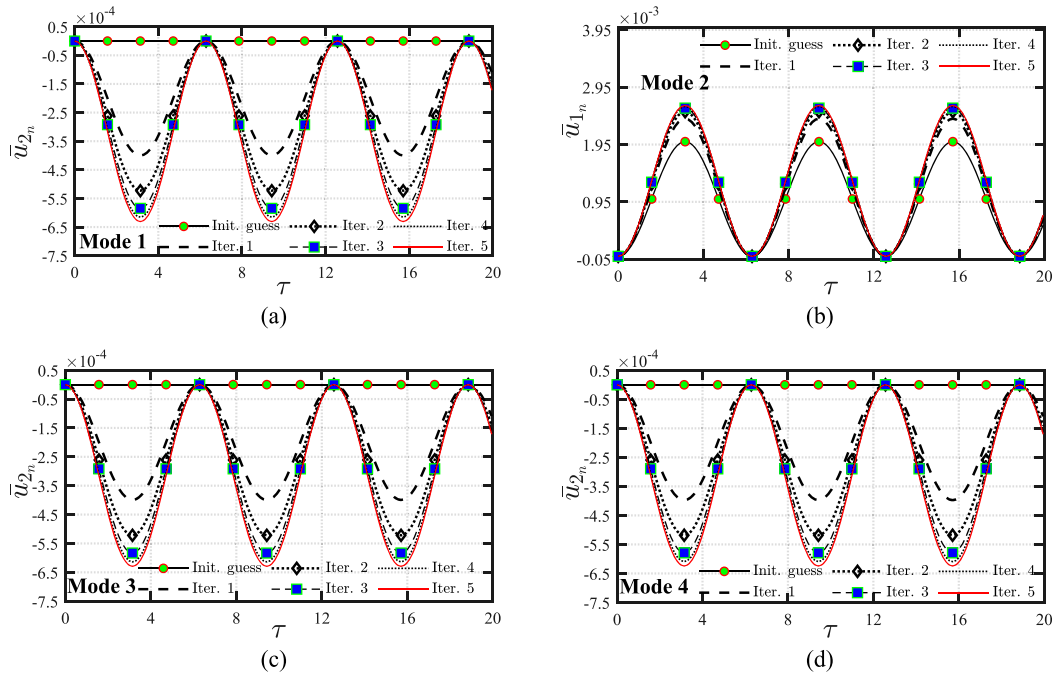 ×10⁻⁴
0.5
-0.5
-1.5
-2.5
-3.5
-4.5
-5.5
-6.5
-7.5
ū₂ₙ
Init. guess Iter. 2 Iter. 4
Mode 1 Iter. 1 Iter. 3 Iter. 5
0 4 8 12 16 20
τ
(a)
×10⁻³
3.95
2.95
1.95
0.95
-0.05
ū₁ₙ
Init. guess Iter. 2 Iter. 4
Iter. 1 Iter. 3 Iter. 5
Mode 2
0 4 8 12 16 20
τ
(b)
×10⁻⁴
0.5
-0.5
-1.5
-2.5
-3.5
-4.5
-5.5
-6.5
-7.5
ū₂ₙ
Init. guess Iter. 2 Iter. 4
Mode 3 Iter. 1 Iter. 3 Iter. 5
0 4 8 12 16 20
τ
(c)
×10⁻⁴
0.5
-0.5
-1.5
-2.5
-3.5
-4.5
-5.5
-6.5
-7.5
ū₂ₙ
Init. guess Iter. 2 Iter. 4
Mode 4 Iter. 1 Iter. 3 Iter. 5
0 4 8 12 16 20
τ
(d)